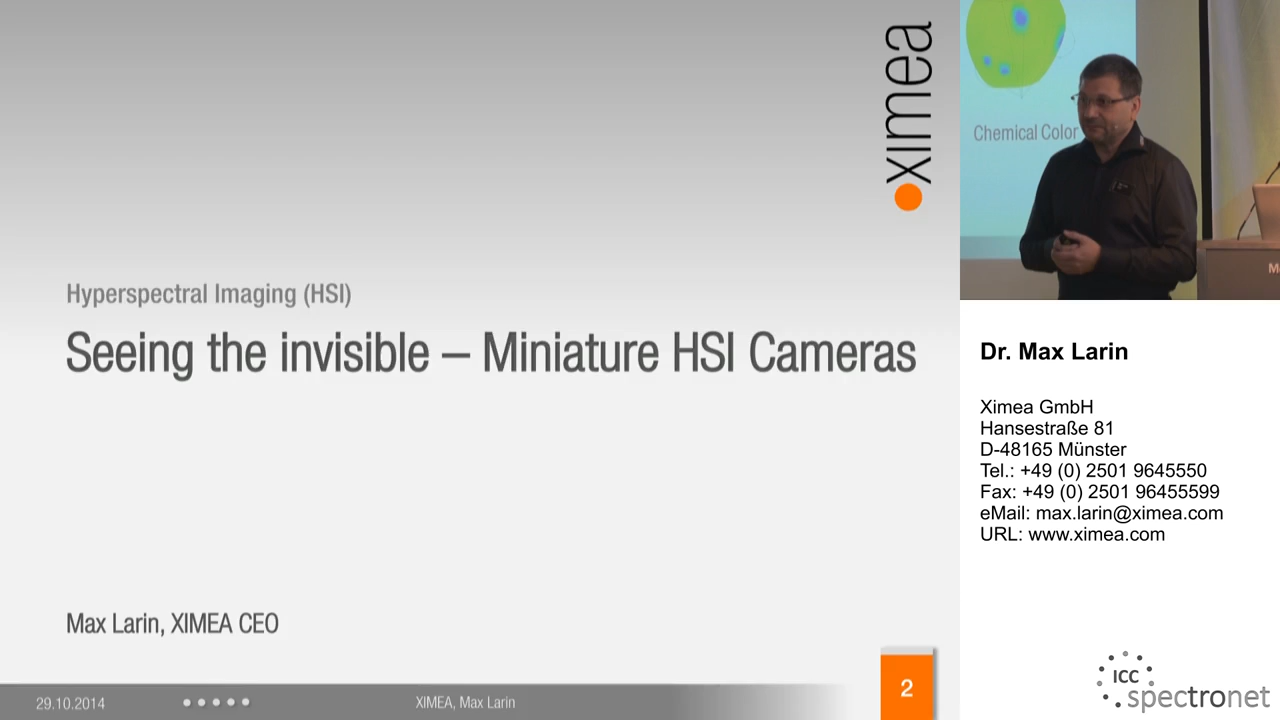 ximea
Hyperspectral Imaging (HSI)
Seeing the invisible – Miniature HSI Cameras
Max Larin, XIMEA CEO
29.10.2014
XIMEA, Max Larin
2
Chemical Color
Dr. Max Larin
Ximea GmbH
Hansestraße 81
D-48165 Münster
Tel.: +49 (0) 2501 9645550
Fax: +49 (0) 2501 96455599
eMail: max.larin@ximea.com
URL: www.ximea.com
ICC
spectronet